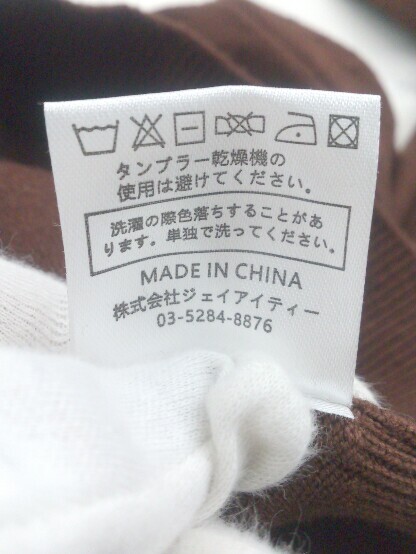 タンブラー乾燥機の
使用は避けてください。
洗濯の際色落ちすることがあ
ります。単独で洗ってください。
MADE IN CHINA
株式会社ジェイアイティー
03-5284-8876